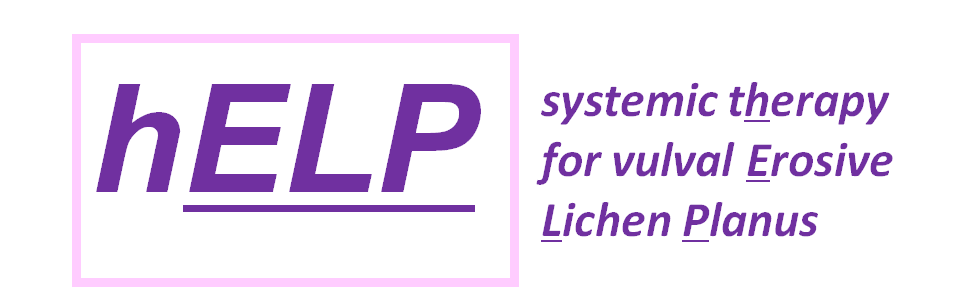 hELP
systemic therapy
for vulval Erosive
Lichen Planus